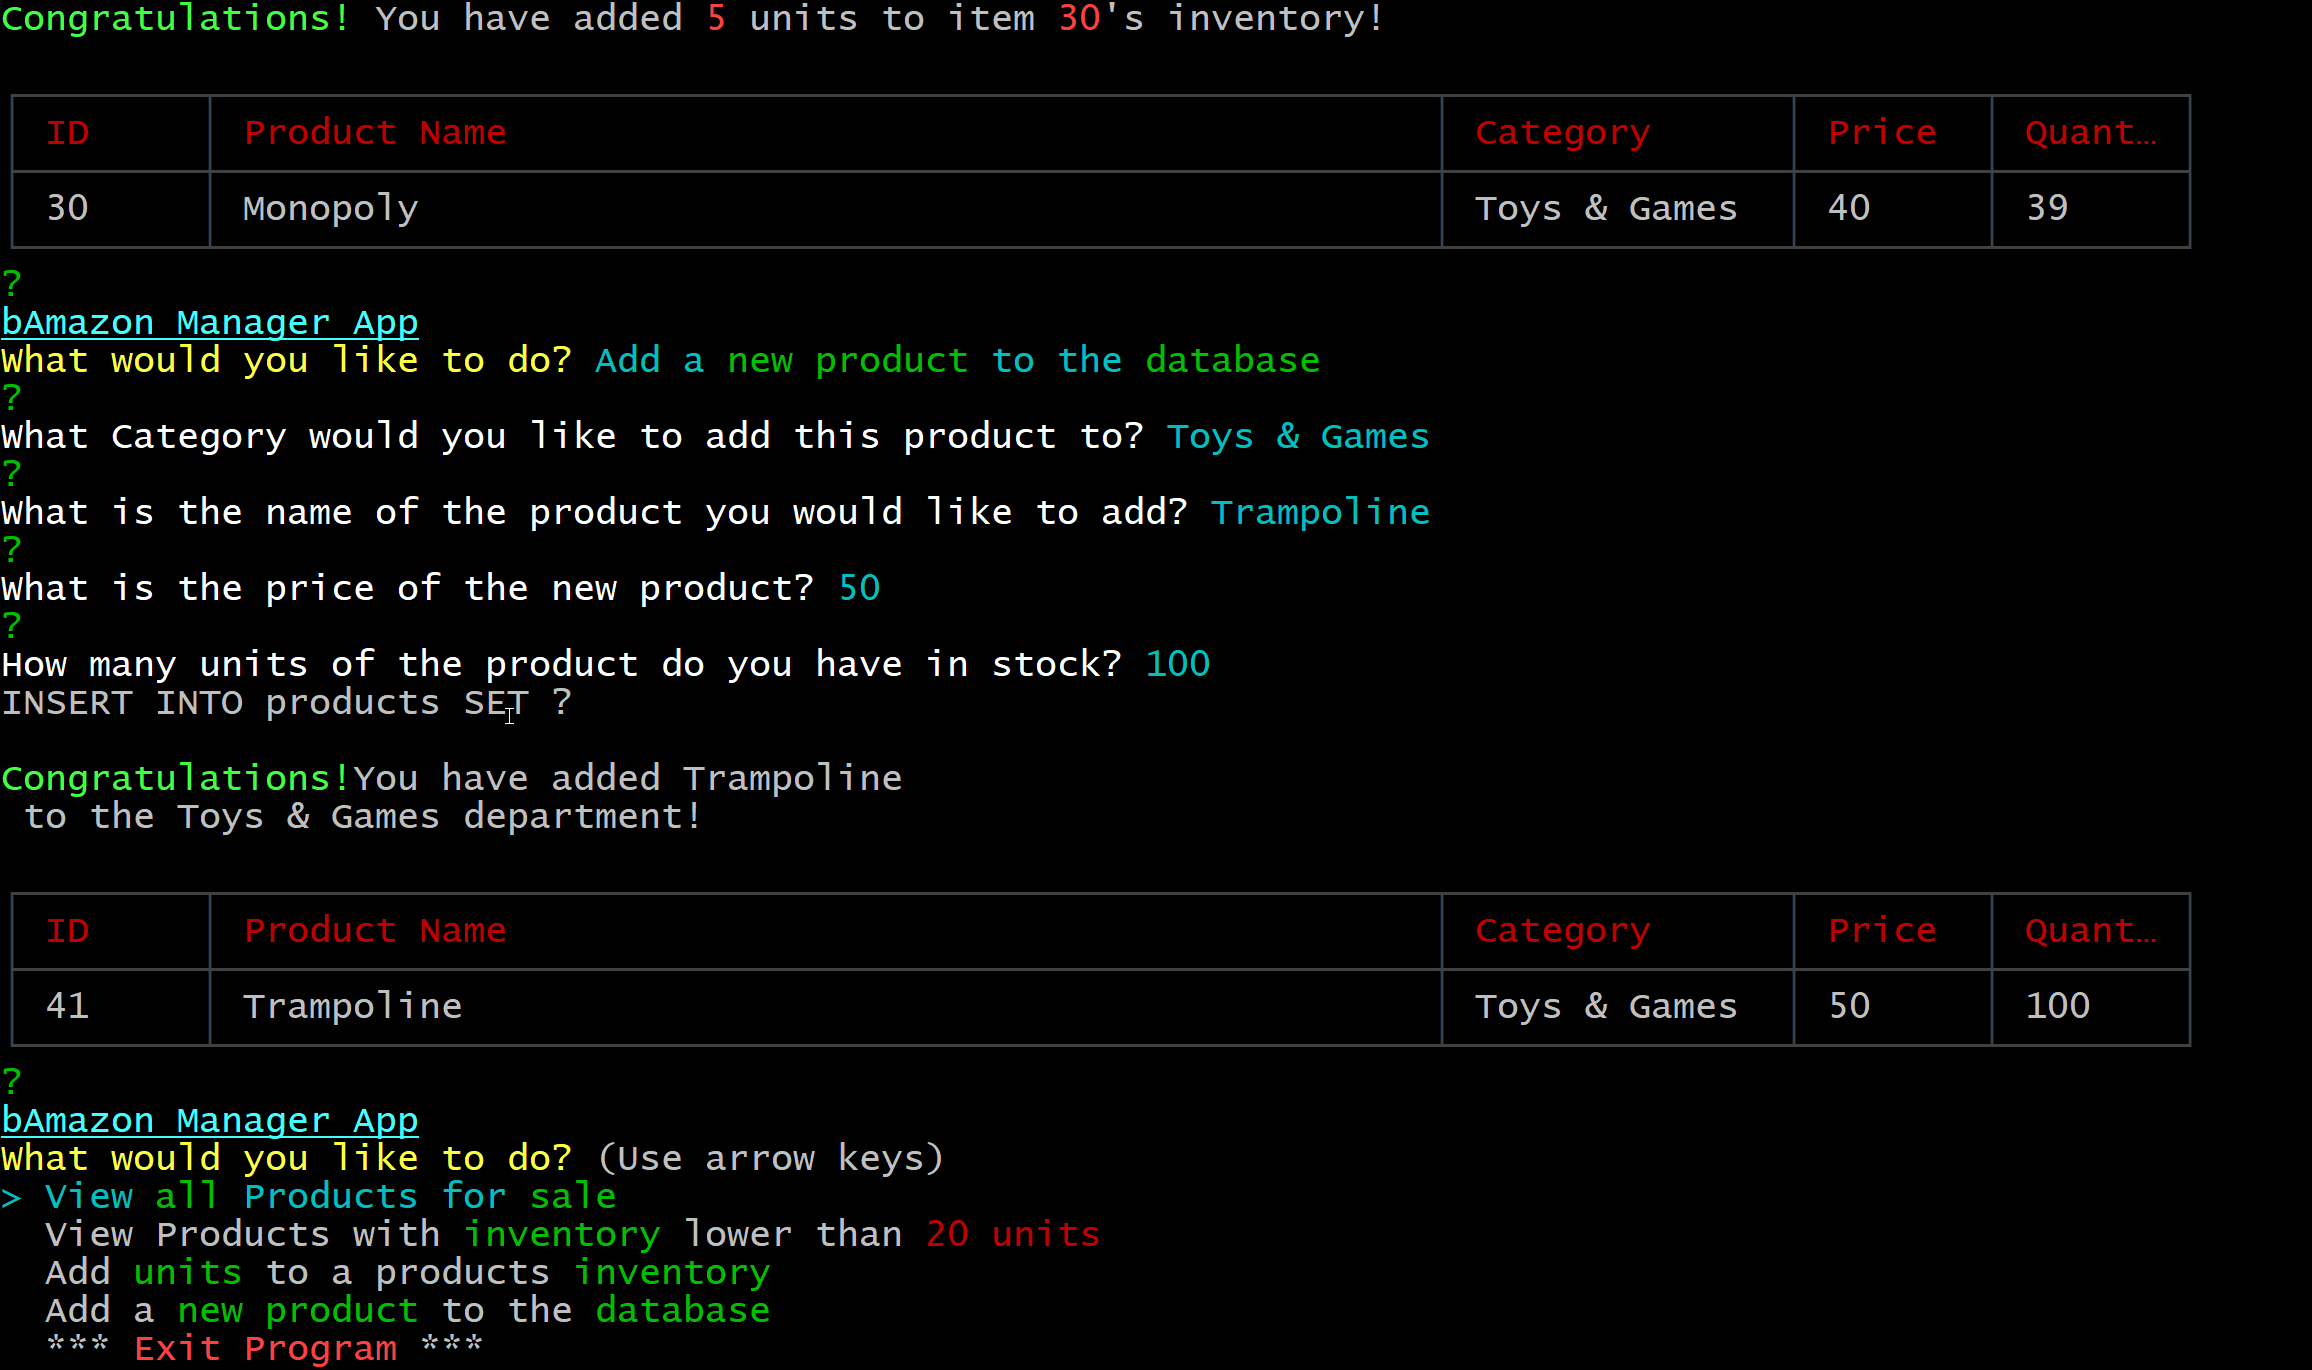 Congratulations! You have added 5 units to item 30's inventory!
ID Product Name Category Price Quant…
30 Monopoly Toys & Games 40 39
?
bAmazon Manager App
What would you like to do? Add a new product to the database
?
What Category would you like to add this product to? Toys & Games
?
What is the name of the product you would like to add? Trampoline
?
What is the price of the new product? 50
?
How many units of the product do you have in stock? 100
INSERT INTO products SET ?
Congratulations!You have added Trampoline
to the Toys & Games department!
ID Product Name Category Price Quant…
41 Trampoline Toys & Games 50 100
?
bAmazon Manager App
What would you like to do? (Use arrow keys)
> View all Products for sale
View Products with inventory lower than 20 units
Add units to a products inventory
Add a new product to the database
*** Exit Program ***